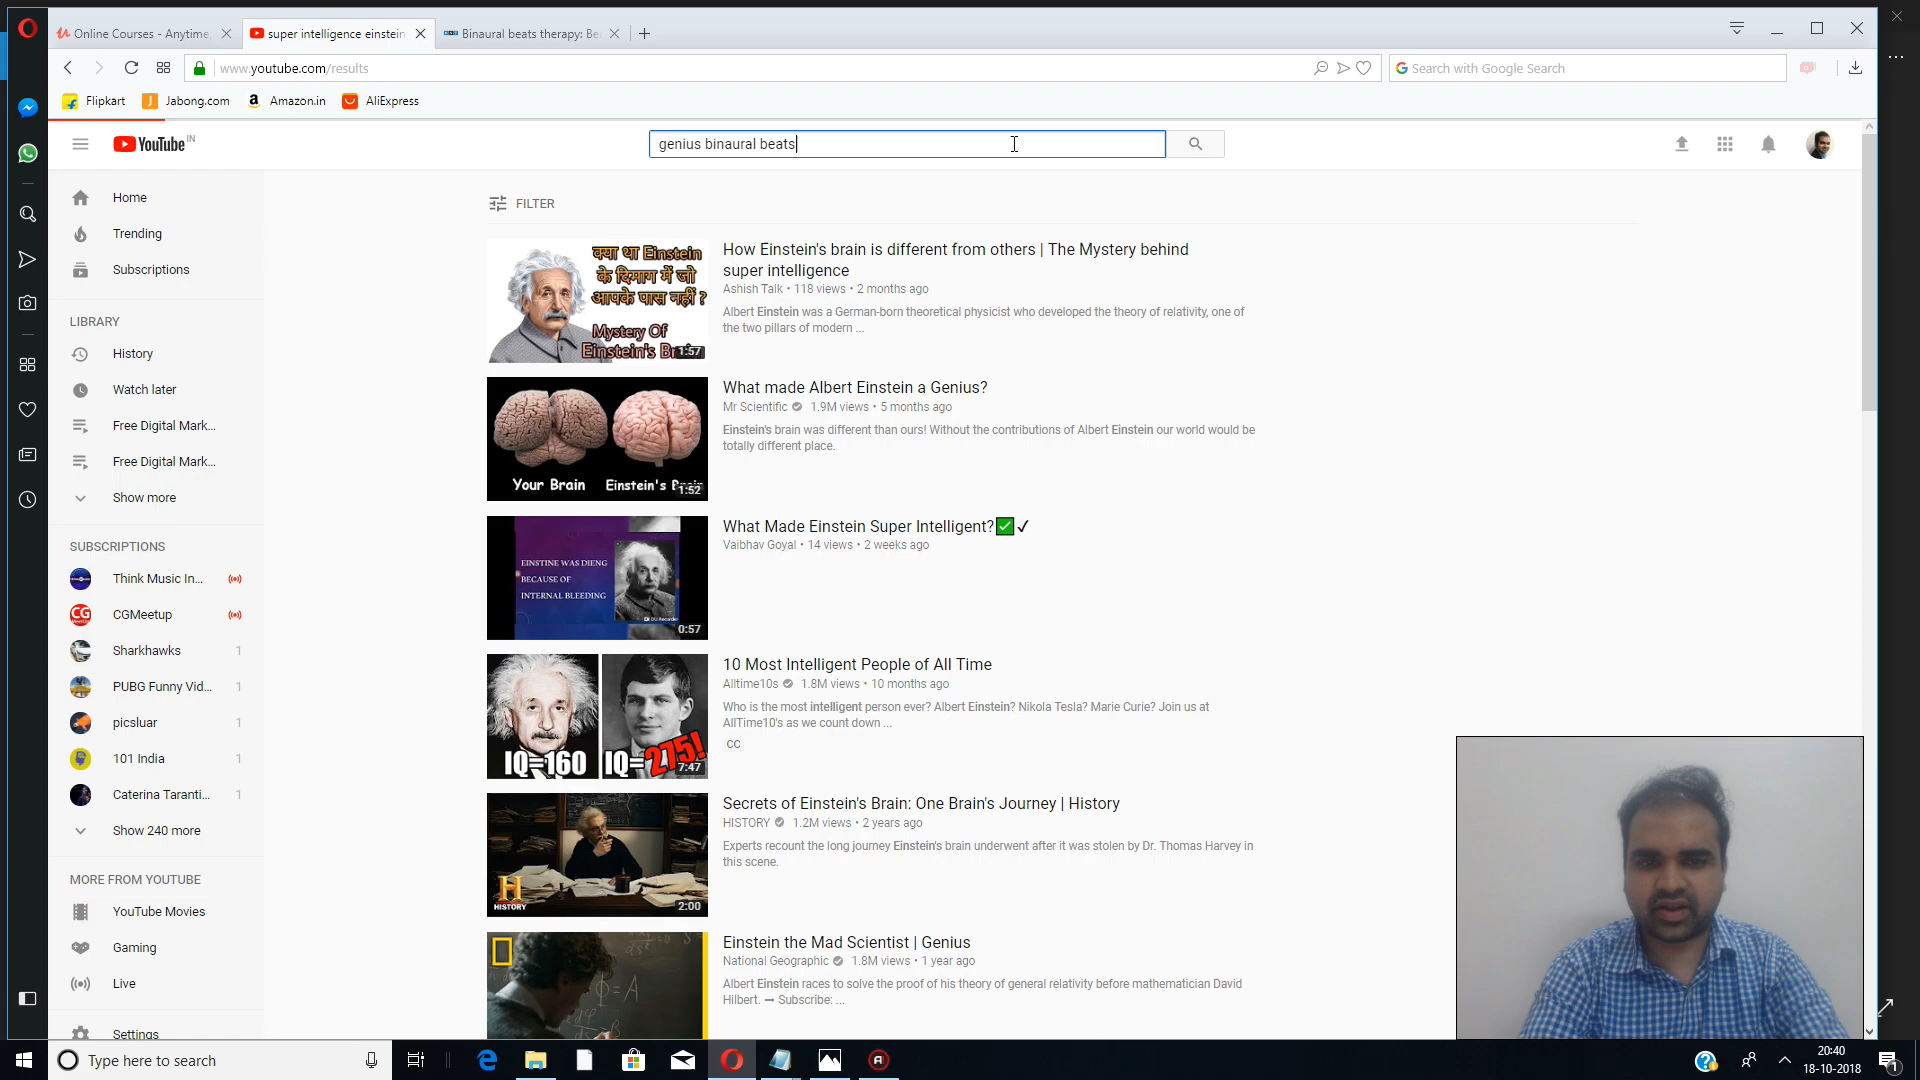 Online Courses - Anytime,
super intelligence einstein
Binaural beats therapy: Be
www.youtube.com/results
Search with Google Search
Flipkart
Jabong.com
Amazon.in
AliExpress
YouTube IN
genius binaural beats
Home
Trending
Subscriptions
LIBRARY
History
Watch later
Free Digital Mark...
Free Digital Mark...
Show more
SUBSCRIPTIONS
Think Music In...
CGMeetup
Sharkhawks 1
PUBG Funny Vid... 1
picsluar 1
101 India 1
Caterina Taranti... 1
Show 240 more
MORE FROM YOUTUBE
YouTube Movies
Gaming
Live
Settings
FILTER
क्या था Einstein
के दिमाग में जो
आपके पास नहीं ?
Mystery Of
Einstein's
1:57
How Einstein's brain is different from others | The Mystery behind
super intelligence
Ashish Talk • 118 views • 2 months ago
Albert Einstein was a German-born theoretical physicist who developed the theory of relativity, one of
the two pillars of modern ...
Your Brain Einstein's
1:52
What made Albert Einstein a Genius?
Mr Scientific 1.9M views • 5 months ago
Einstein's brain was different than ours! Without the contributions of Albert Einstein our world would be
totally different place.
EINSTINE WAS DIENG
BECAUSE OF
INTERNAL BLEEDING
0:57
What Made Einstein Super Intelligent?✅✓
Vaibhav Goyal • 14 views • 2 weeks ago
IQ=160 IQ=275!
7:47
10 Most Intelligent People of All Time
Alltime10s 1.8M views • 10 months ago
Who is the most intelligent person ever? Albert Einstein? Nikola Tesla? Marie Curie? Join us at
AllTime10's as we count down ...
CC
H
HISTORY
2:00
Secrets of Einstein's Brain: One Brain's Journey | History
HISTORY 1.2M views • 2 years ago
Experts recount the long journey Einstein's brain underwent after it was stolen by Dr. Thomas Harvey in
this scene.
Einstein the Mad Scientist | Genius
National Geographic 1.8M views • 1 year ago
Albert Einstein races to solve the proof of his theory of general relativity before mathematician David
Hilbert. → Subscribe: ...
Type here to search
20:40
18-10-2018
1